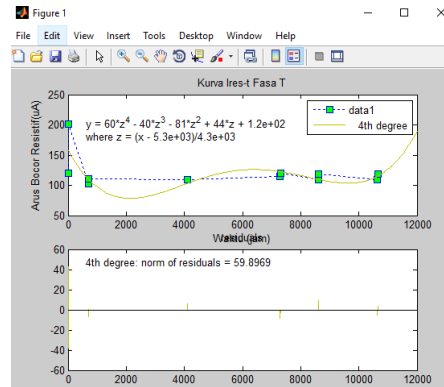 Figure 1
File Edit View Insert Tools Desktop Window Help
Kurva Ires-t Fasa T
Arus Bocor Resistif(uA)
250
200
150
100
50
y = 60*z^4 - 40*z^3 - 81*z^2 + 44*z + 1.2e+02
where z = (x - 5.3e+03)/4.3e+03
data1
4th degree
0 2000 4000 6000 8000 10000 12000
residuals
60
40
20
0
-20
-40
-60
4th degree: norm of residuals = 59.8969
0 2000 4000 6000 8000 10000 12000